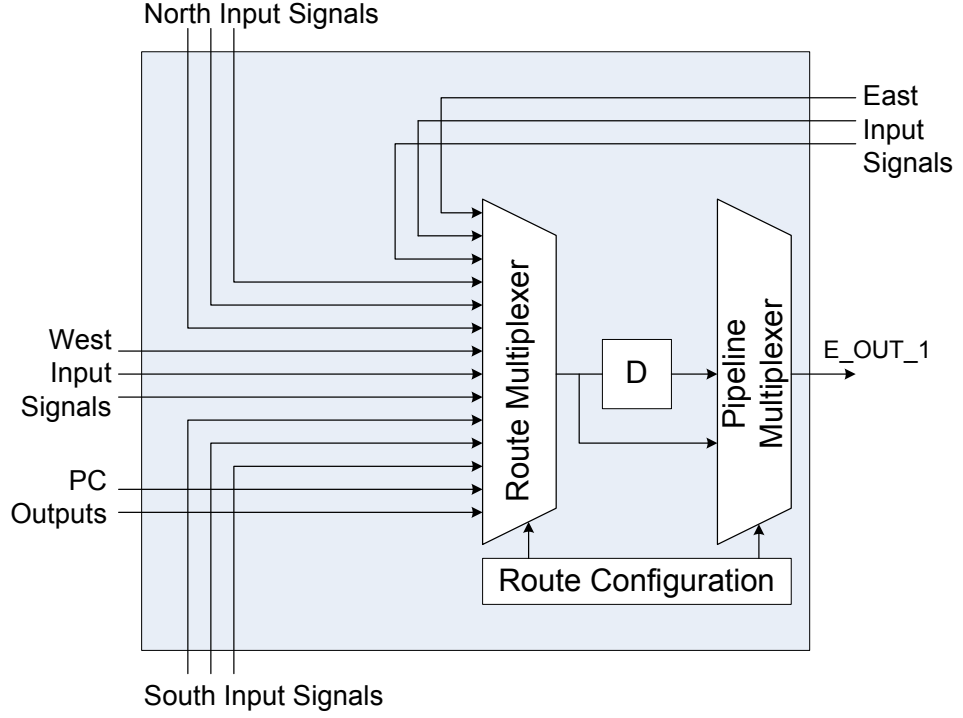 North Input Signals
East
Input
Signals
West
Input
Signals
PC
Outputs
Route Multiplexer
D
Pipeline
Multiplexer
E_OUT_1
Route Configuration
South Input Signals